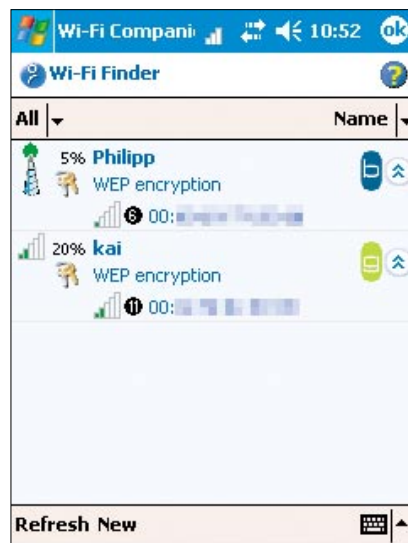 Wi-Fi Compani 10:52 ok
Wi-Fi Finder ?
All Name
5% Philipp
WEP encryption b
6 00:
20% kai
WEP encryption g
11 00:
Refresh New